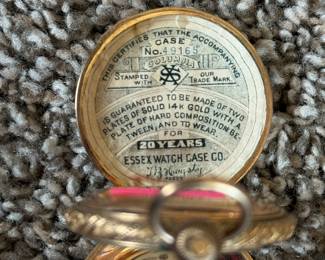 THIS CERTIFIES THAT THE ACCOMPANYING
CASE
No. 49165
COLUMBIA
STAMPED WITH OUR TRADE MARK.
IS GUARANTEED TO BE MADE OF TWO
PLATES OF SOLID 14K GOLD WITH A
PLATE OF HARD COMPOSITION BE-
TWEEN, AND TO WEAR
FOR
20 YEARS
ESSEX WATCH CASE CO.